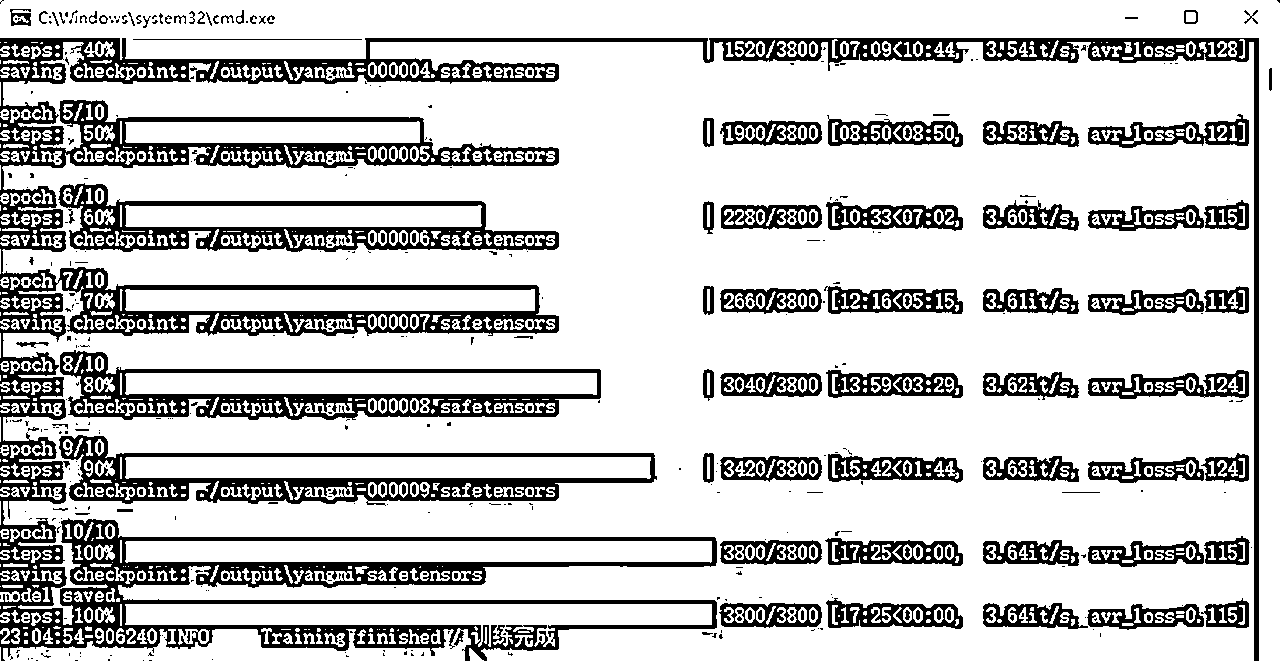 C:\Windows\system32\cmd.exe
steps: 40%| | 1520/3800 [07:09<10:44, 3.54it/s, avr_loss=0.128]
saving checkpoint: ./output\yangmi-000004.safetensors
epoch 5/10
steps: 50%| | 1900/3800 [08:50<08:50, 3.58it/s, avr_loss=0.121]
saving checkpoint: ./output\yangmi-000005.safetensors
epoch 6/10
steps: 60%| | 2280/3800 [10:33<07:02, 3.60it/s, avr_loss=0.115]
saving checkpoint: ./output\yangmi-000006.safetensors
epoch 7/10
steps: 70%| | 2660/3800 [12:16<05:15, 3.61it/s, avr_loss=0.114]
saving checkpoint: ./output\yangmi-000007.safetensors
epoch 8/10
steps: 80%| | 3040/3800 [13:59<03:29, 3.62it/s, avr_loss=0.124]
saving checkpoint: ./output\yangmi-000008.safetensors
epoch 9/10
steps: 90%| | 3420/3800 [15:42<01:44, 3.63it/s, avr_loss=0.124]
saving checkpoint: ./output\yangmi-000009.safetensors
epoch 10/10
steps: 100%| | 3800/3800 [17:25<00:00, 3.64it/s, avr_loss=0.115]
saving checkpoint: ./output\yangmi.safetensors
model saved.
steps: 100%| | 3800/3800 [17:25<00:00, 3.64it/s, avr_loss=0.115]
23:04:54-906240 INFO Training finished / 训练完成